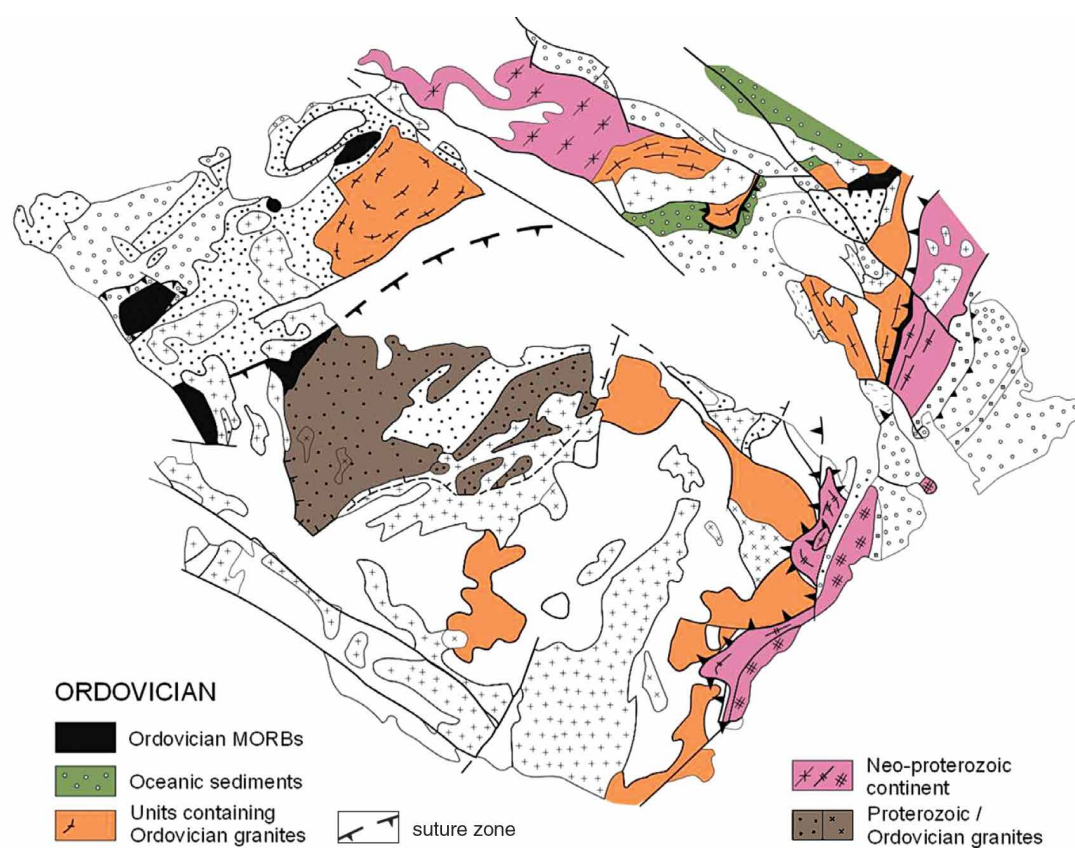 ORDOVICIAN
Ordovician MORBs
Oceanic sediments
Units containing
Ordovician granites
suture zone
Neo-proterozoic
continent
Proterozoic /
Ordovician granites